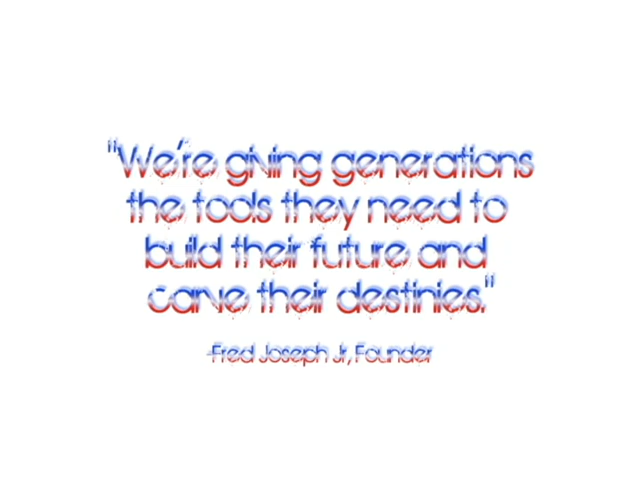 "We're giving generations
the tools they need to
build their future and
carve their destinies."
-Fred Joseph Jr, Founder